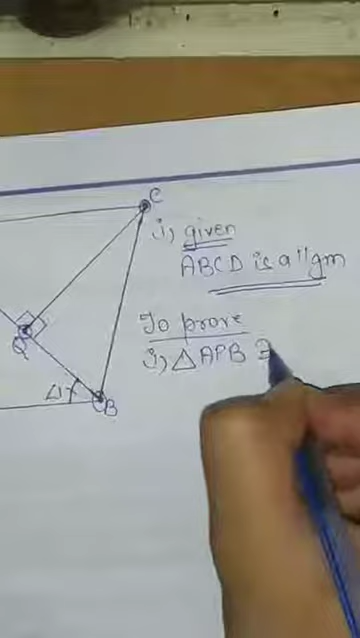 C
i, given
ABCD is a ||gm
To prove
i, △APB ≅
Q
B